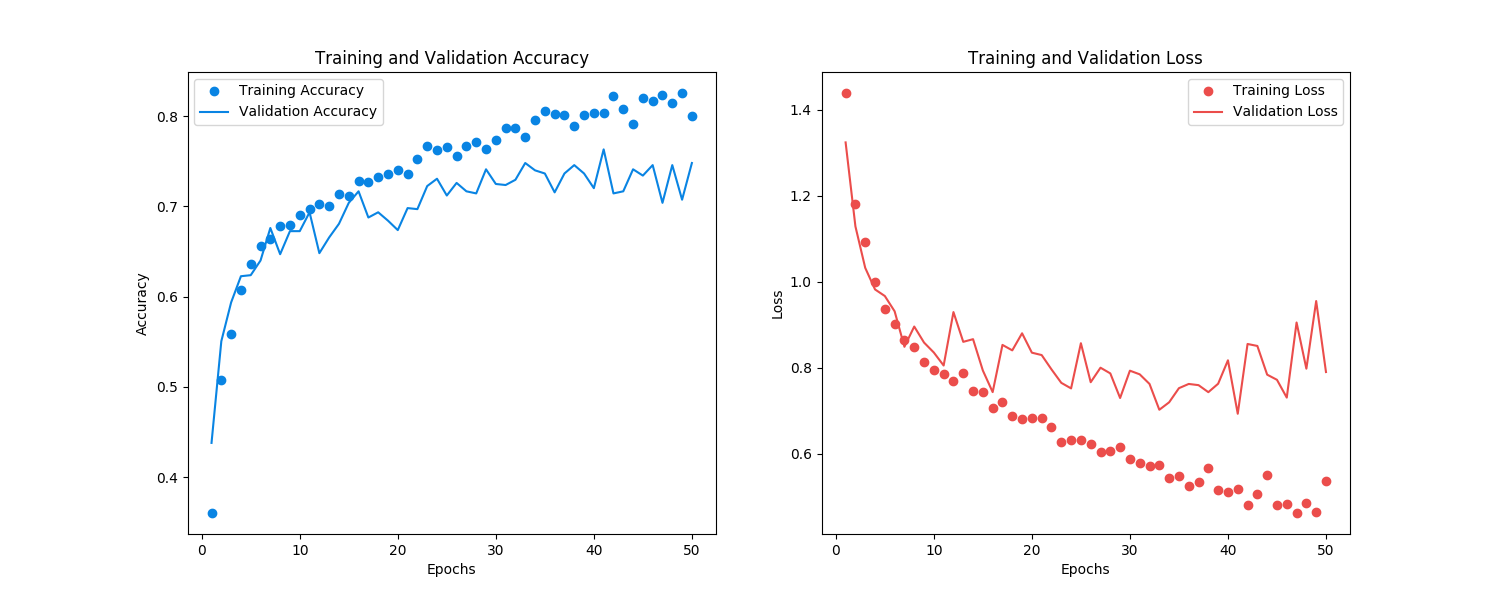 Training and Validation Accuracy
Training Accuracy
Validation Accuracy
0.8
0.7
0.6
0.5
0.4
Accuracy
0
10
20
30
40
50
Epochs
Training and Validation Loss
Training Loss
Validation Loss
1.4
1.2
1.0
0.8
0.6
Loss
0
10
20
30
40
50
Epochs